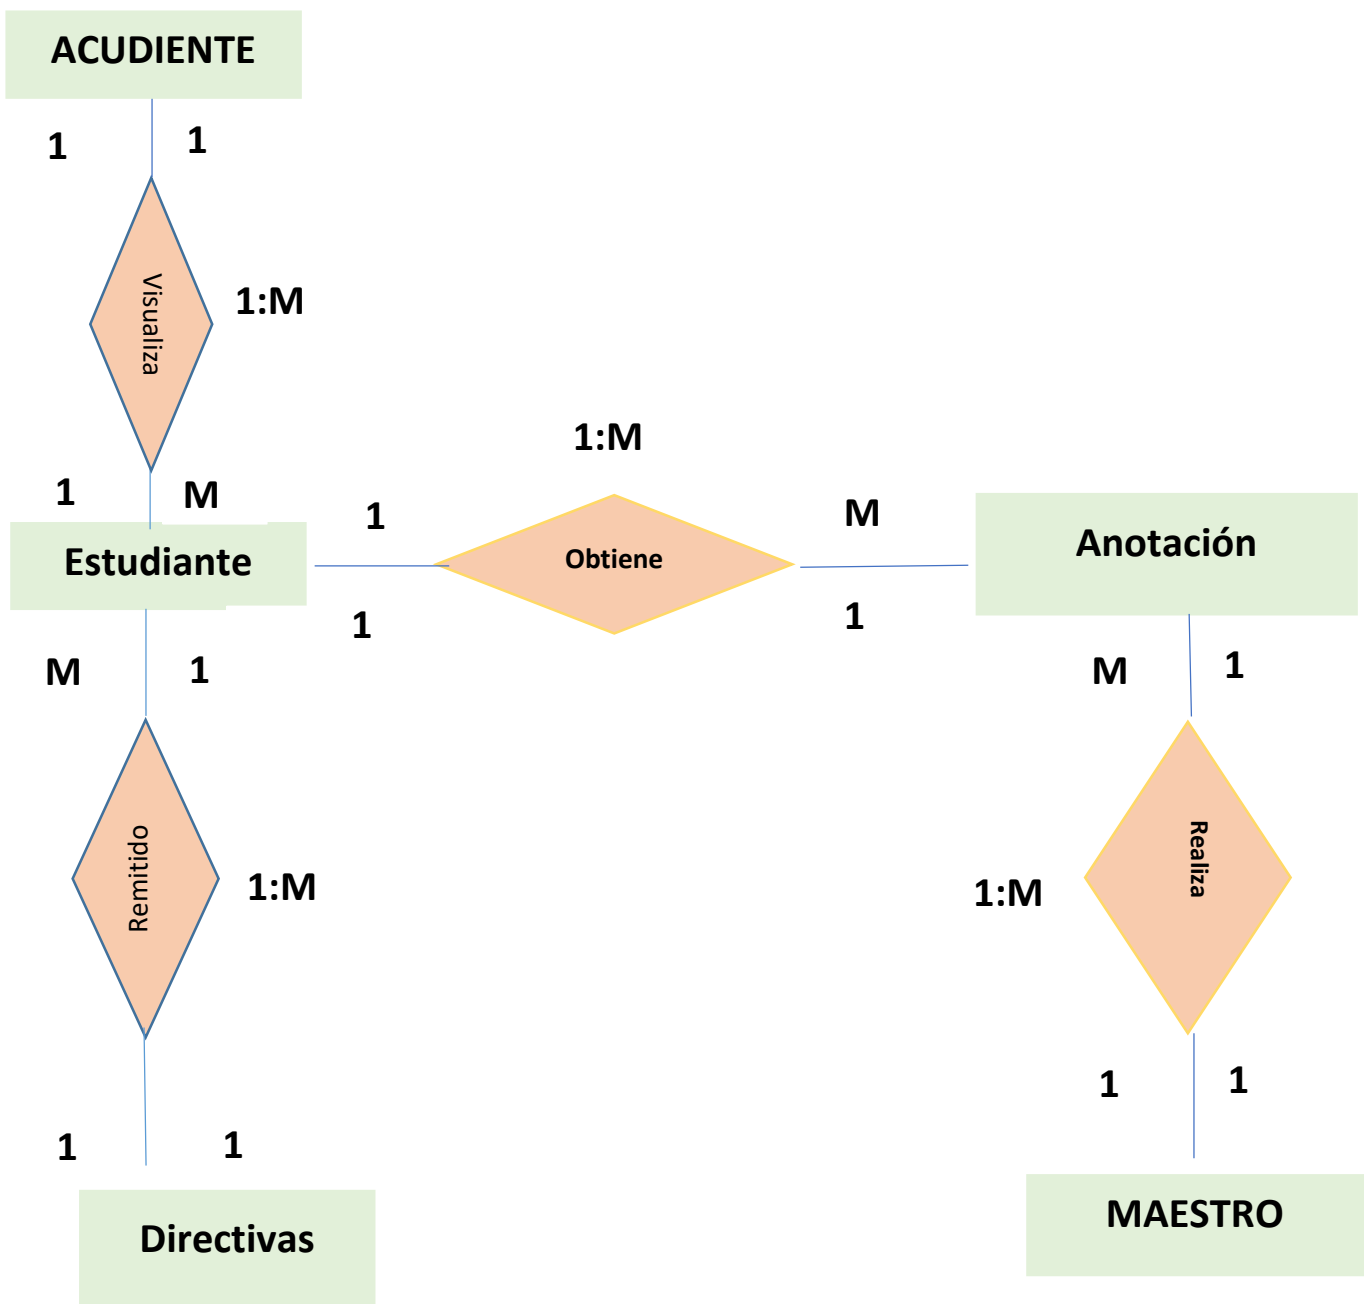 ACUDIENTE
1 1
Visualiza
1:M
1 M
Estudiante
1:M
1
Obtiene
M
1
1
Anotación
M 1
M 1
Remitido
1:M
1:M
Realiza
1 1
1 1
Directivas
MAESTRO